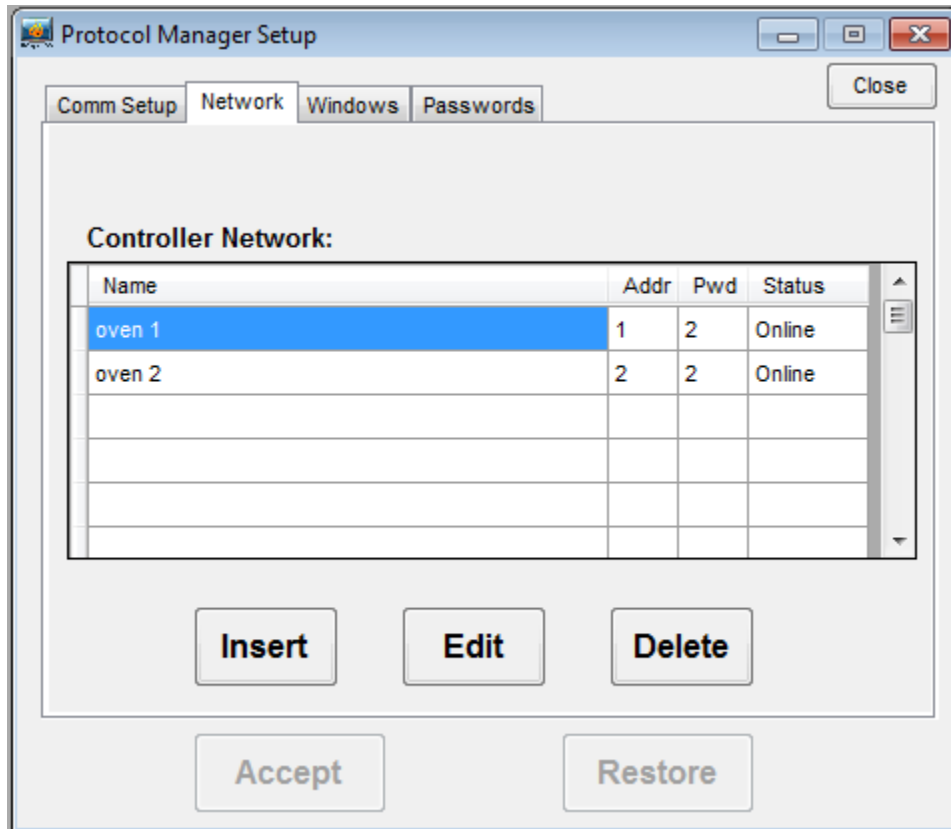 Protocol Manager Setup
Close
Comm Setup Network Windows Passwords
Controller Network:
Name Addr Pwd Status
oven 1 1 2 Online
oven 2 2 2 Online
Insert Edit Delete
Accept Restore